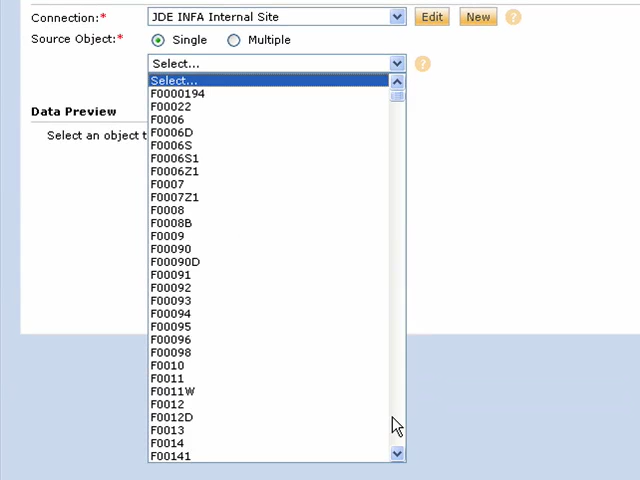 Connection:* JDE INFA Internal Site Edit New ?
Source Object:* Single Multiple
Select... ?
Select...
F0000194
F00022
F0006
F0006D
F0006S
F0006S1
F0006Z1
F0007
F0007Z1
F0008
F0008B
F0009
F00090
F00090D
F00091
F00092
F00093
F00094
F00095
F00096
F00098
F0010
F0011
F0011W
F0012
F0012D
F0013
F0014
F00141
Data Preview
Select an object t